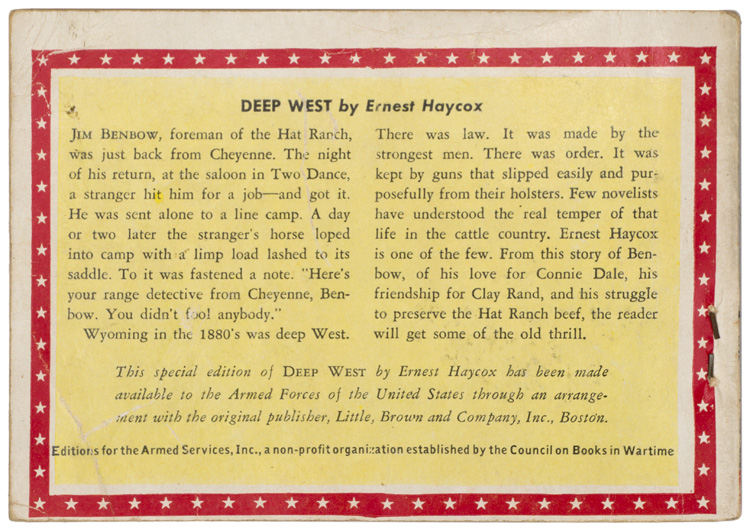 DEEP WEST by Ernest Haycox
JIM BENBOW, foreman of the Hat Ranch,
was just back from Cheyenne. The night
of his return, at the saloon in Two Dance,
a stranger hit him for a job—and got it.
He was sent alone to a line camp. A day
or two later the stranger's horse loped
into camp with a limp load lashed to its
saddle. To it was fastened a note. "Here's
your range detective from Cheyenne, Ben-
bow. You didn't fool anybody."
Wyoming in the 1880's was deep West.
There was law. It was made by the
strongest men. There was order. It was
kept by guns that slipped easily and pur-
posefully from their holsters. Few novelists
have understood the real temper of that
life in the cattle country. Ernest Haycox
is one of the few. From this story of Ben-
bow, of his love for Connie Dale, his
friendship for Clay Rand, and his struggle
to preserve the Hat Ranch beef, the reader
will get some of the old thrill.
This special edition of DEEP WEST by Ernest Haycox has been made
available to the Armed Forces of the United States through an arrange-
ment with the original publisher, Little, Brown and Company, Inc., Boston.
Editions for the Armed Services, Inc., a non-profit organization established by the Council on Books in Wartime